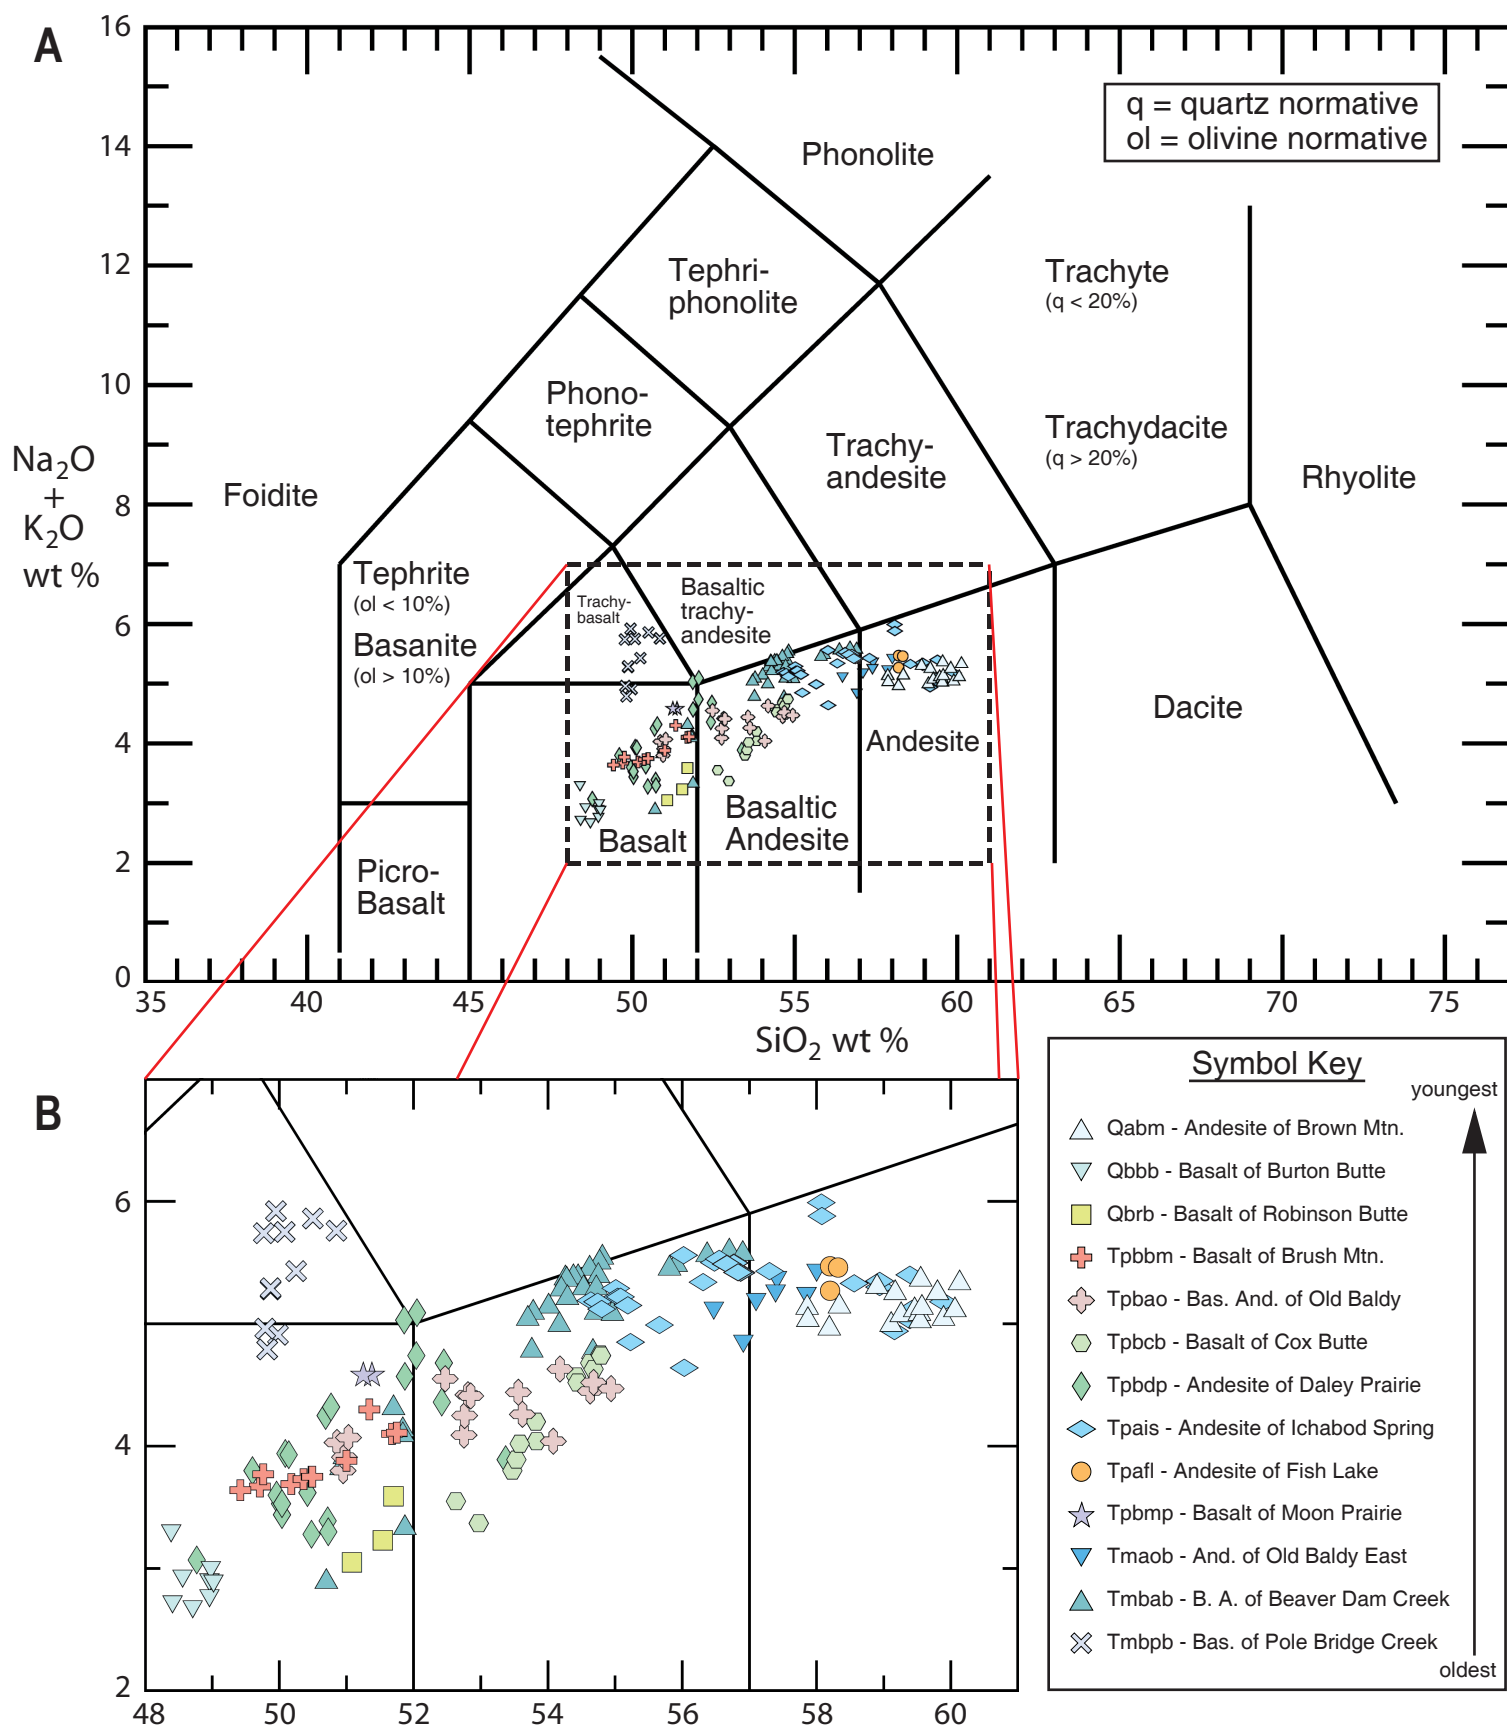 A
16
14
12
10
8
6
4
2
0
Na2O
+
K2O
wt %
q = quartz normative
ol = olivine normative
Phonolite
Tephri-
phonolite
Trachyte
(q < 20%)
Phono-
tephrite
Trachy-
andesite
Trachydacite
(q > 20%)
Foidite
Rhyolite
Tephrite
(ol < 10%)
Basanite
(ol > 10%)
Trachy-
basalt
Basaltic
trachy-
andesite
Dacite
Andesite
Basalt
Basaltic
Andesite
Picro-
Basalt
35 40 45 50 55 60 65 70 75
SiO2 wt %
B
6
4
2
48 50 52 54 56 58 60
Symbol Key
youngest
Qabm - Andesite of Brown Mtn.
Qbbb - Basalt of Burton Butte
Qbrb - Basalt of Robinson Butte
Tpbbm - Basalt of Brush Mtn.
Tpbao - Bas. And. of Old Baldy
Tpbcb - Basalt of Cox Butte
Tpbdp - Andesite of Daley Prairie
Tpais - Andesite of Ichabod Spring
Tpafl - Andesite of Fish Lake
Tpbmp - Basalt of Moon Prairie
Tmaob - And. of Old Baldy East
Tmbab - B. A. of Beaver Dam Creek
Tmbpb - Bas. of Pole Bridge Creek
oldest